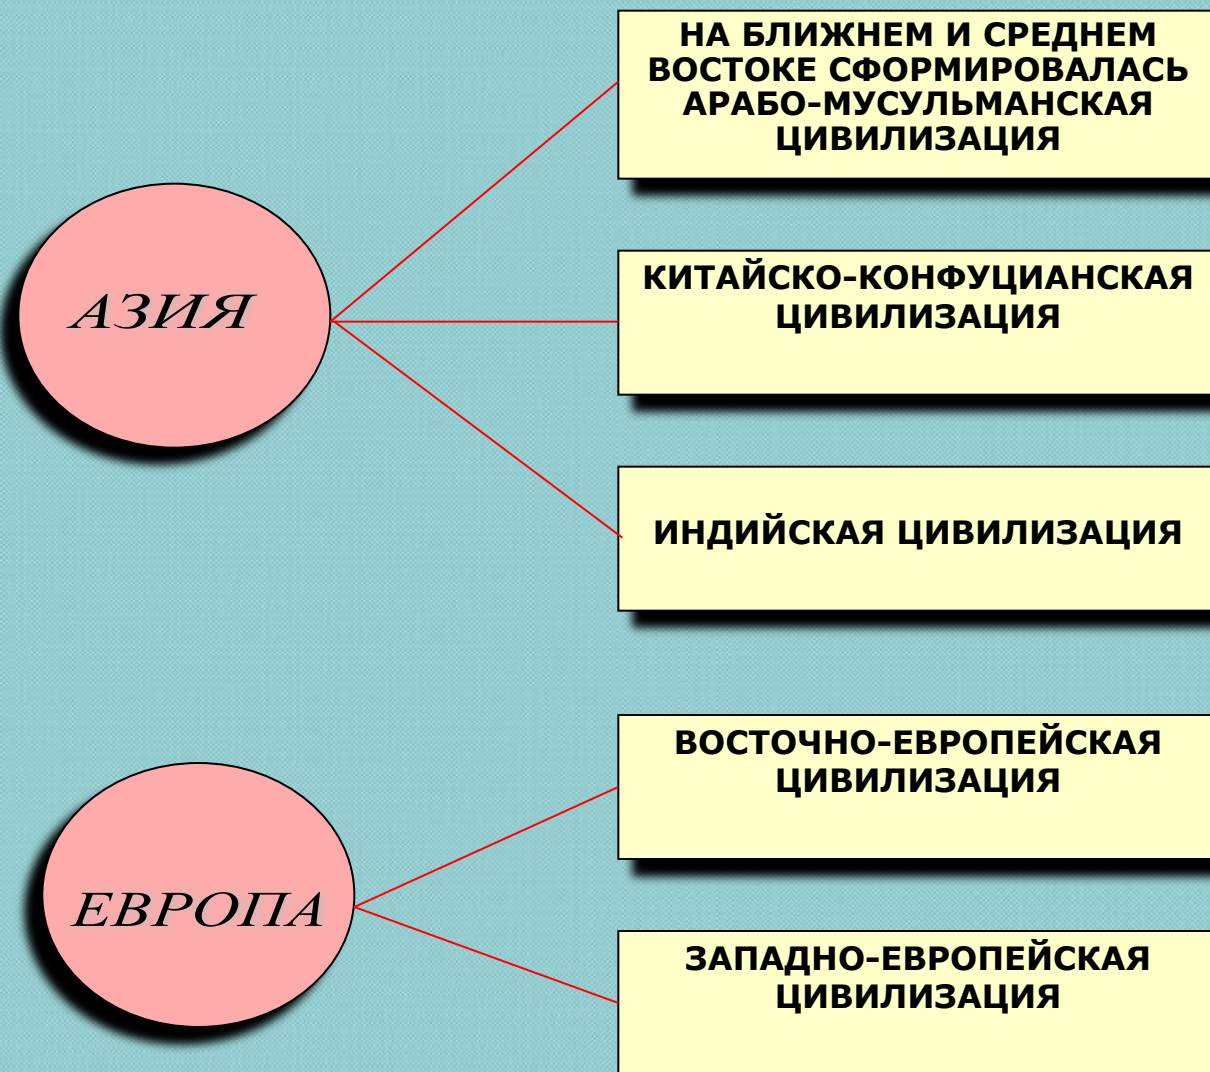 НА БЛИЖНЕМ И СРЕДНЕМ
ВОСТОКЕ СФОРМИРОВАЛАСЬ
АРАБО-МУСУЛЬМАНСКАЯ
ЦИВИЛИЗАЦИЯ
АЗИЯ
КИТАЙСКО-КОНФУЦИАНСКАЯ
ЦИВИЛИЗАЦИЯ
ИНДИЙСКАЯ ЦИВИЛИЗАЦИЯ
ВОСТОЧНО-ЕВРОПЕЙСКАЯ
ЦИВИЛИЗАЦИЯ
ЕВРОПА
ЗАПАДНО-ЕВРОПЕЙСКАЯ
ЦИВИЛИЗАЦИЯ